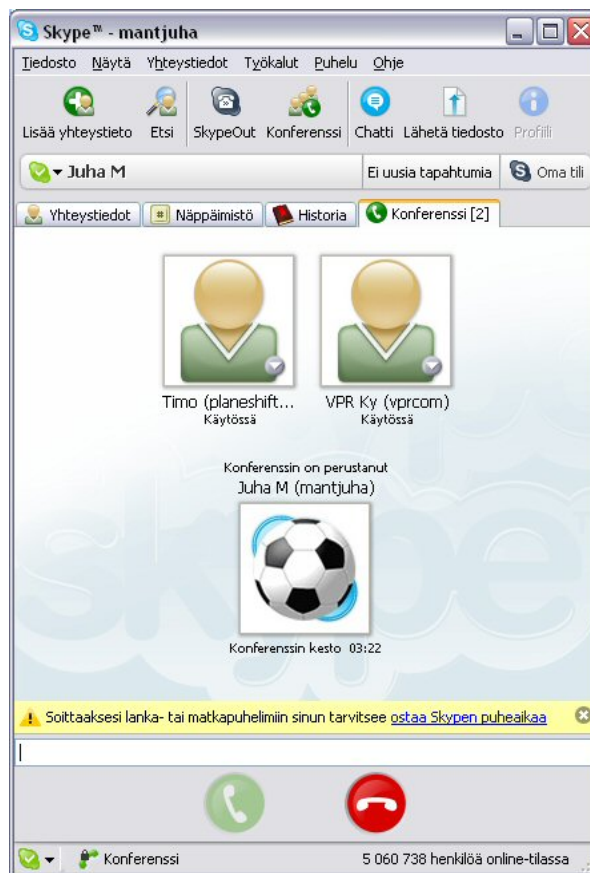 Skype™ - mantjuha
Tiedosto Näytä Yhteystiedot Työkalut Puhelu Ohje
Lisää yhteystieto Etsi SkypeOut Konferenssi Chatti Lähetä tiedosto Profiili
Juha M Ei uusia tapahtumia Oma tili
Yhteystiedot Näppäimistö Historia Konferenssi [2]
Timo (planeshift... VPR Ky (vprcom)
Käytössä Käytössä
Konferenssin on perustanut
Juha M (mantjuha)
Konferenssin kesto 03:22
Soittaaksesi lanka- tai matkapuhelimiin sinun tarvitsee ostaa Skypen puheaikaa
Konferenssi 5 060 738 henkilöä online-tilassa